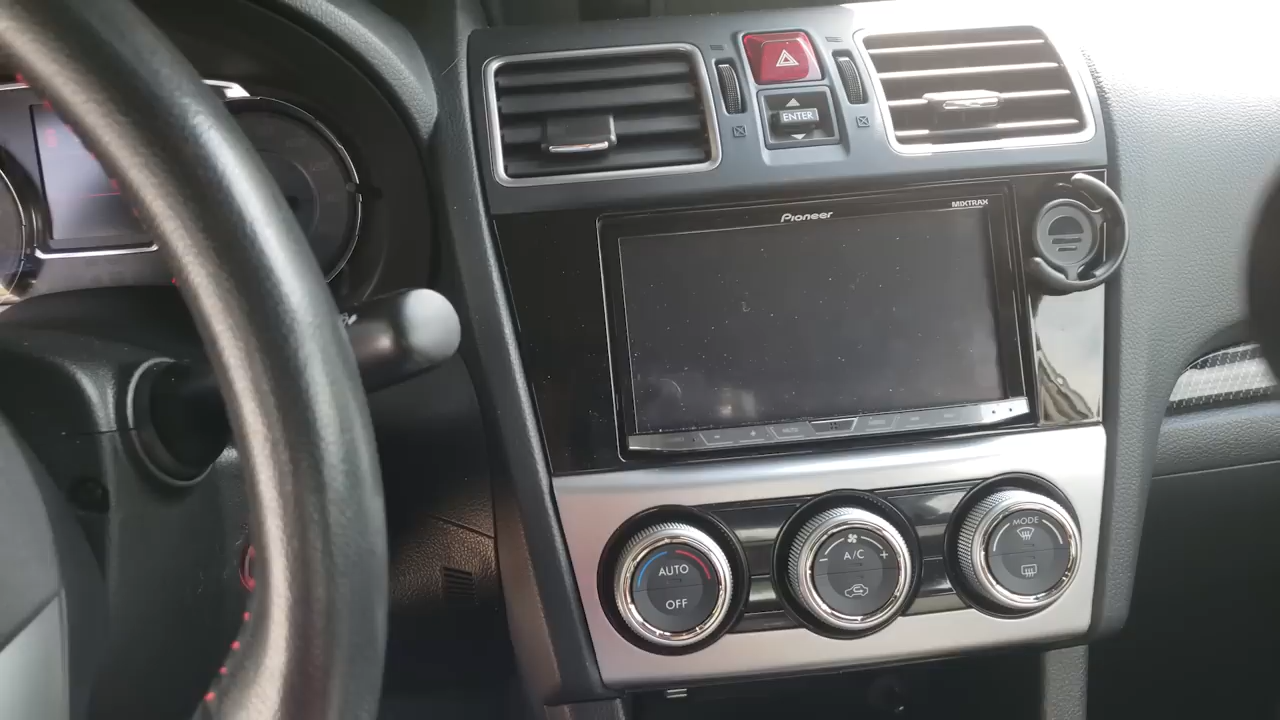 ENTER
Pioneer
MIXTRAX
AUTO
OFF
A/C
- +
MODE